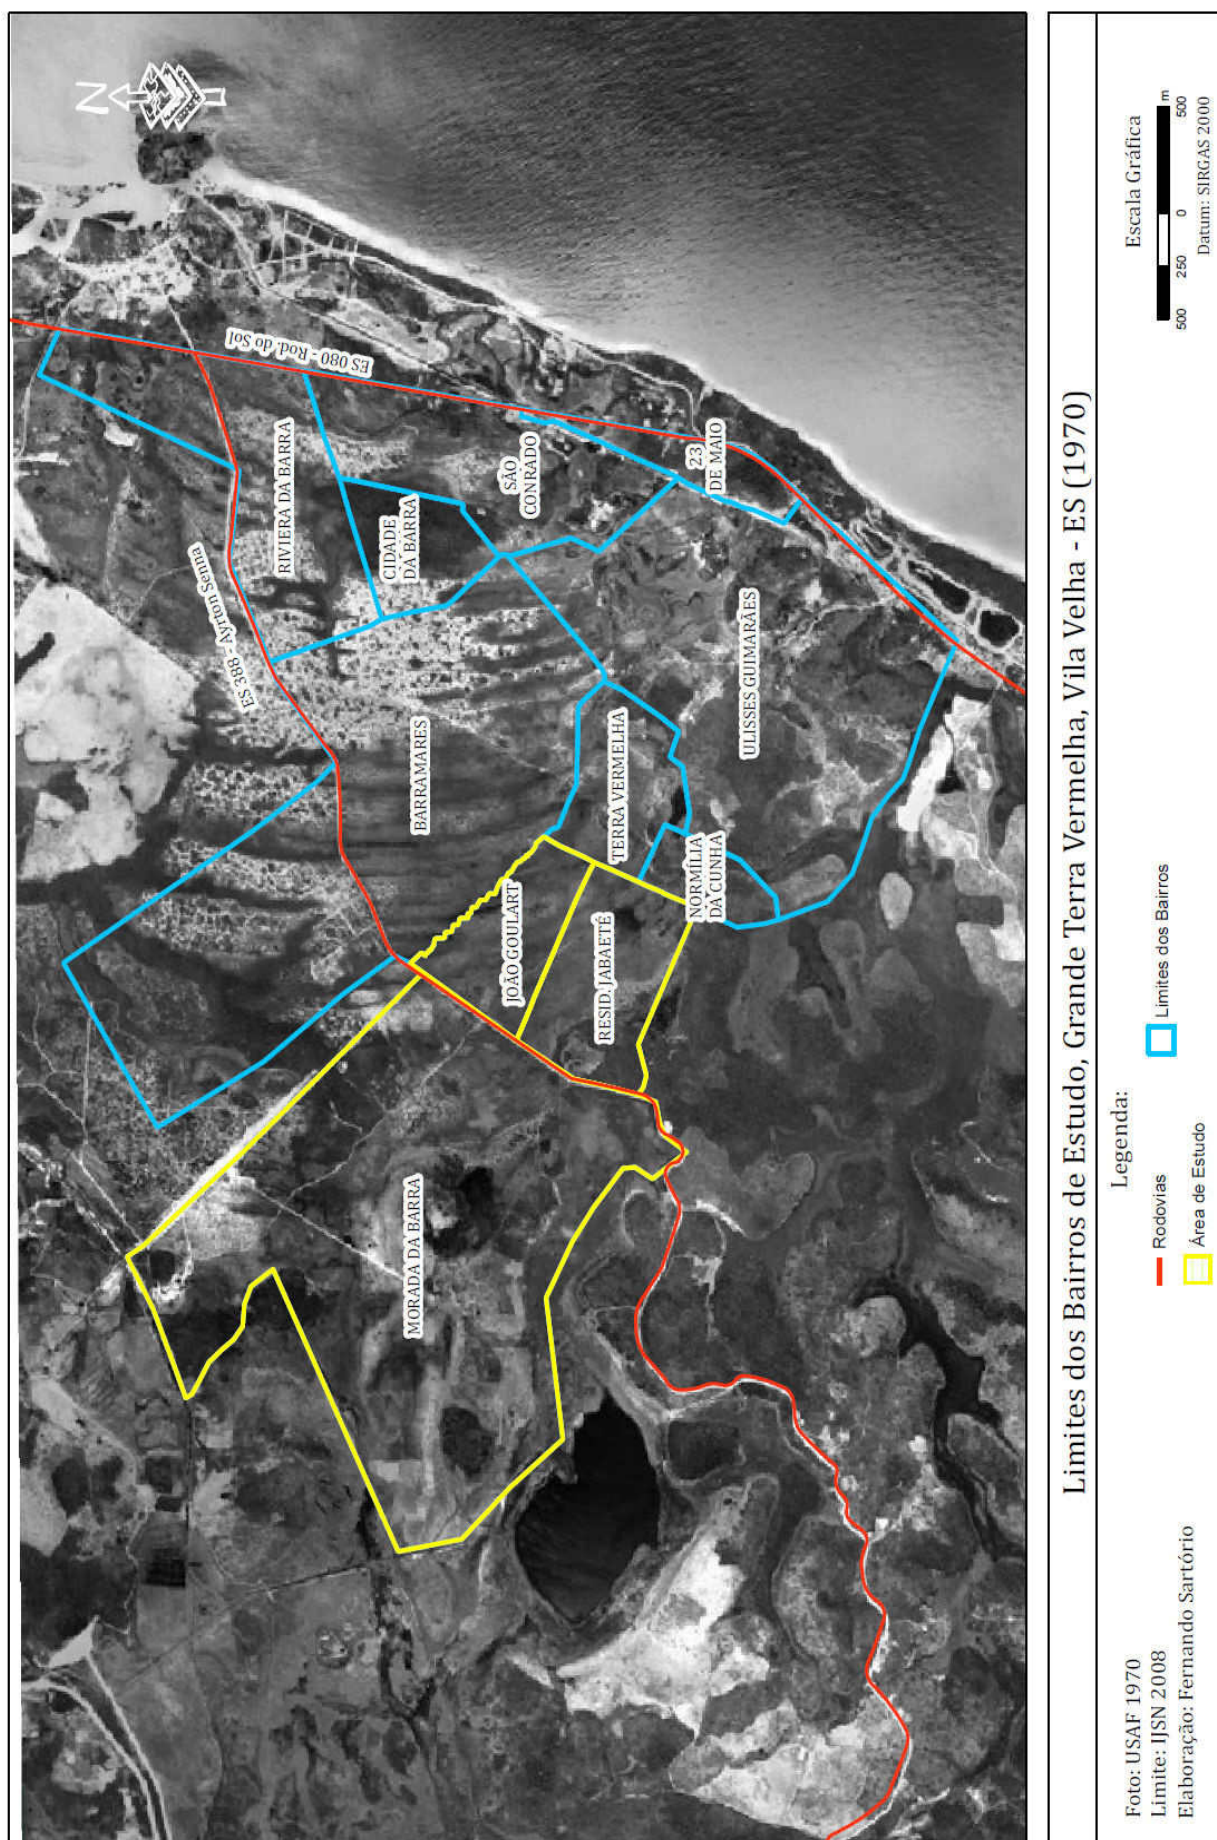 N
ES 080 - Rod. do Sol
ES 388 - Ayrton Senna
RIVIERA DA BARRA
CIDADE
DA BARRA
SÃO
CONRADO
23
DE MAIO
BARRAMARES
TERRA VERMELHA
ULISSES GUIMARÃES
JOÃO GOULART
RESID. JABAETÉ
NORMÍLIA
DA CUNHA
MORADA DA BARRA
Limites dos Bairros de Estudo, Grande Terra Vermelha, Vila Velha - ES (1970)
Foto: USAF 1970
Limite: IJSN 2008
Elaboração: Fernando Sartório
Legenda:
Rodovias
Área de Estudo
Limites dos Bairros
Escala Gráfica
500 250 0 500 m
Datum: SIRGAS 2000